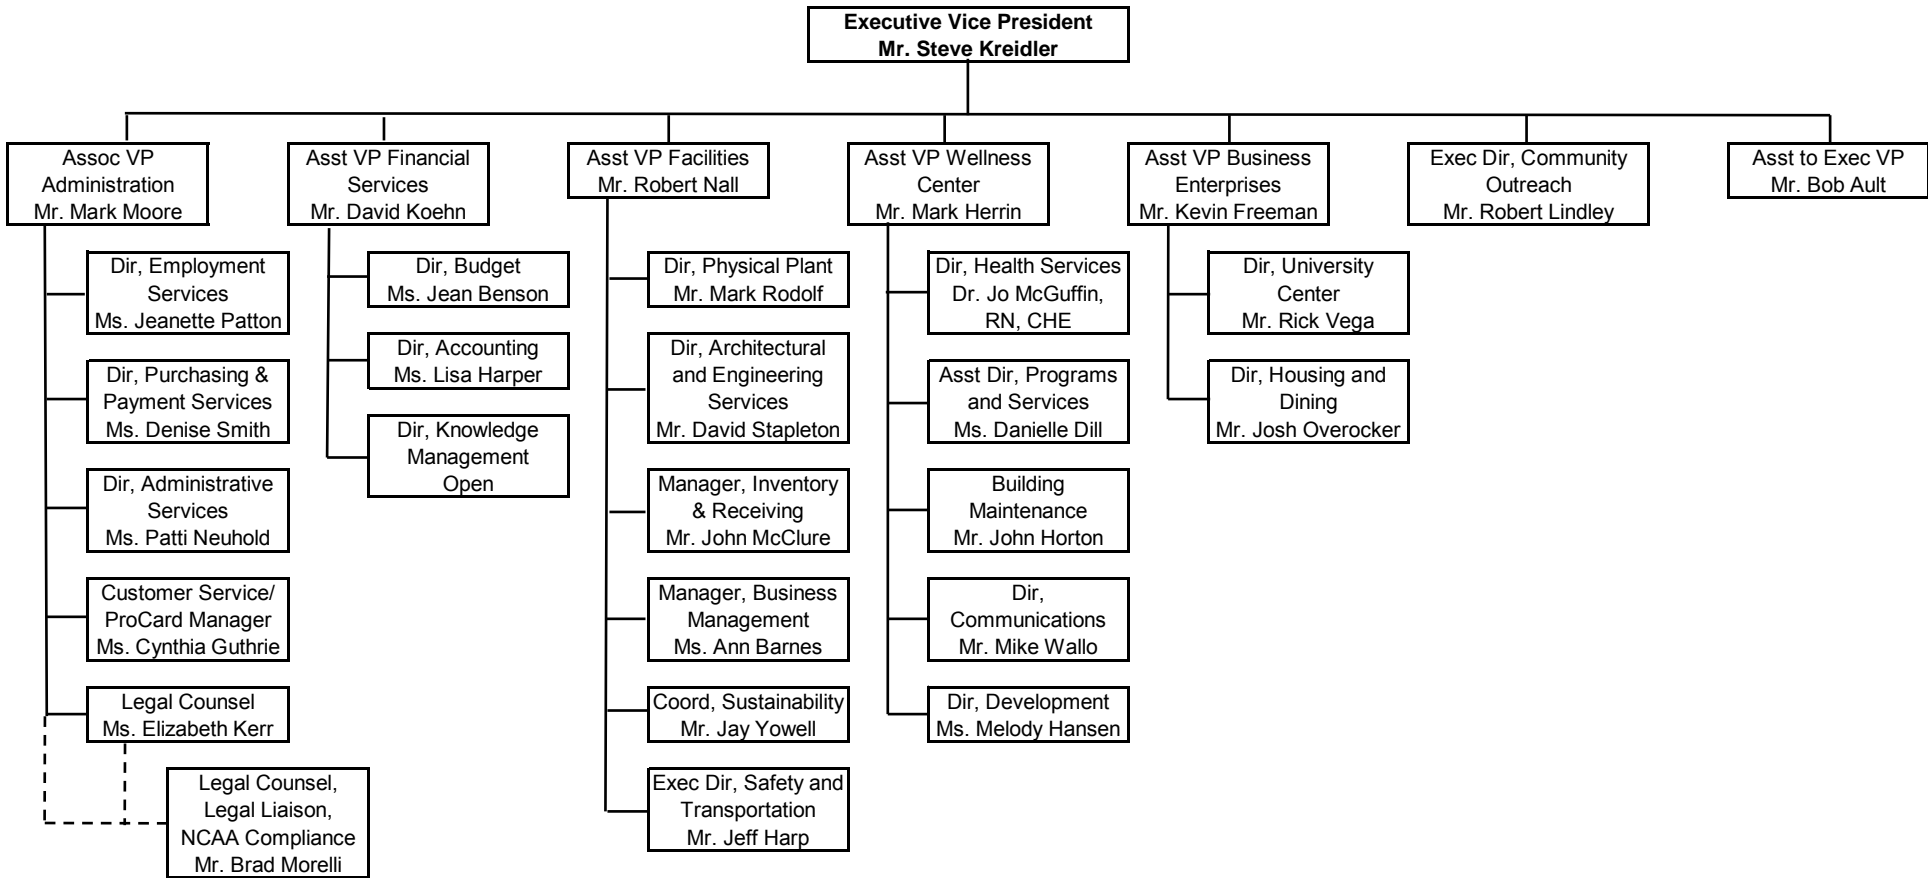 Executive Vice President
Mr. Steve Kreidler
Assoc VP
Administration
Mr. Mark Moore
Asst VP Financial
Services
Mr. David Koehn
Asst VP Facilities
Mr. Robert Nall
Asst VP Wellness
Center
Mr. Mark Herrin
Asst VP Business
Enterprises
Mr. Kevin Freeman
Exec Dir, Community
Outreach
Mr. Robert Lindley
Asst to Exec VP
Mr. Bob Ault
Dir, Employment
Services
Ms. Jeanette Patton
Dir, Purchasing &
Payment Services
Ms. Denise Smith
Dir, Administrative
Services
Ms. Patti Neuhold
Customer Service/
ProCard Manager
Ms. Cynthia Guthrie
Legal Counsel
Ms. Elizabeth Kerr
Legal Counsel,
Legal Liaison,
NCAA Compliance
Mr. Brad Morelli
Dir, Budget
Ms. Jean Benson
Dir, Accounting
Ms. Lisa Harper
Dir, Knowledge
Management
Open
Dir, Physical Plant
Mr. Mark Rodolf
Dir, Architectural
and Engineering
Services
Mr. David Stapleton
Manager, Inventory
& Receiving
Mr. John McClure
Manager, Business
Management
Ms. Ann Barnes
Coord, Sustainability
Mr. Jay Yowell
Exec Dir, Safety and
Transportation
Mr. Jeff Harp
Dir, Health Services
Dr. Jo McGuffin,
RN, CHE
Asst Dir, Programs
and Services
Ms. Danielle Dill
Building
Maintenance
Mr. John Horton
Dir,
Communications
Mr. Mike Wallo
Dir, Development
Ms. Melody Hansen
Dir, University
Center
Mr. Rick Vega
Dir, Housing and
Dining
Mr. Josh Overocker